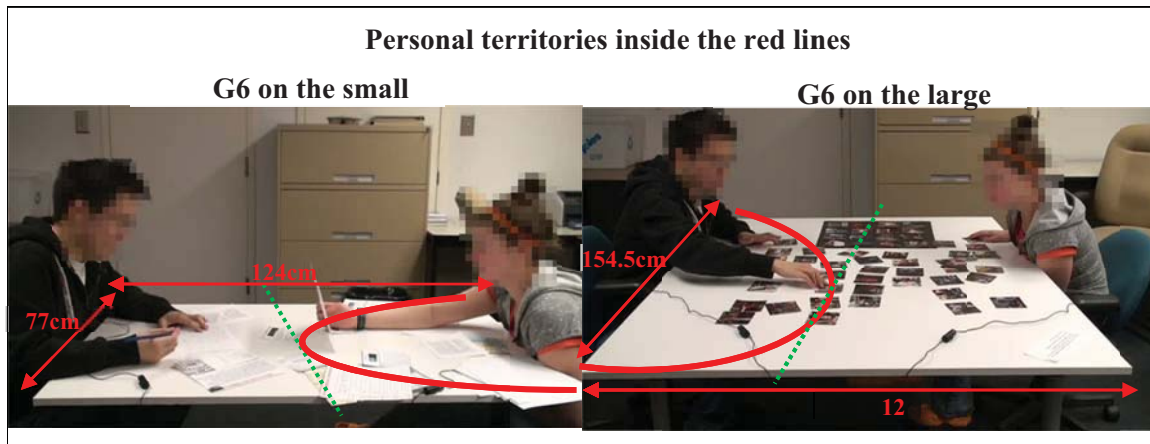 Personal territories inside the red lines
G6 on the small
G6 on the large
124cm
77cm
154.5cm
12